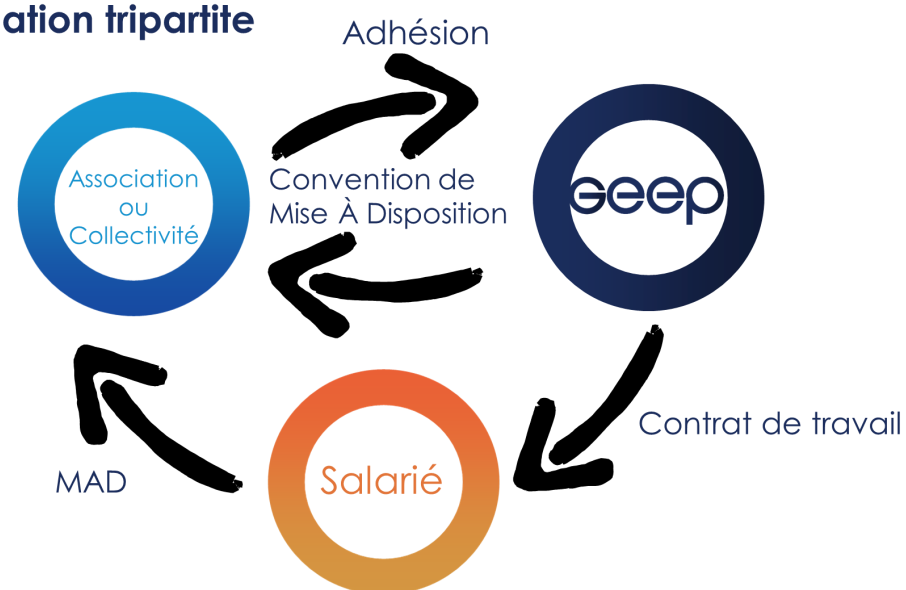 ation tripartite
Adhésion
Association
ou
Collectivité
Convention de
Mise À Disposition
Geep
Contrat de travail
Salarié
MAD